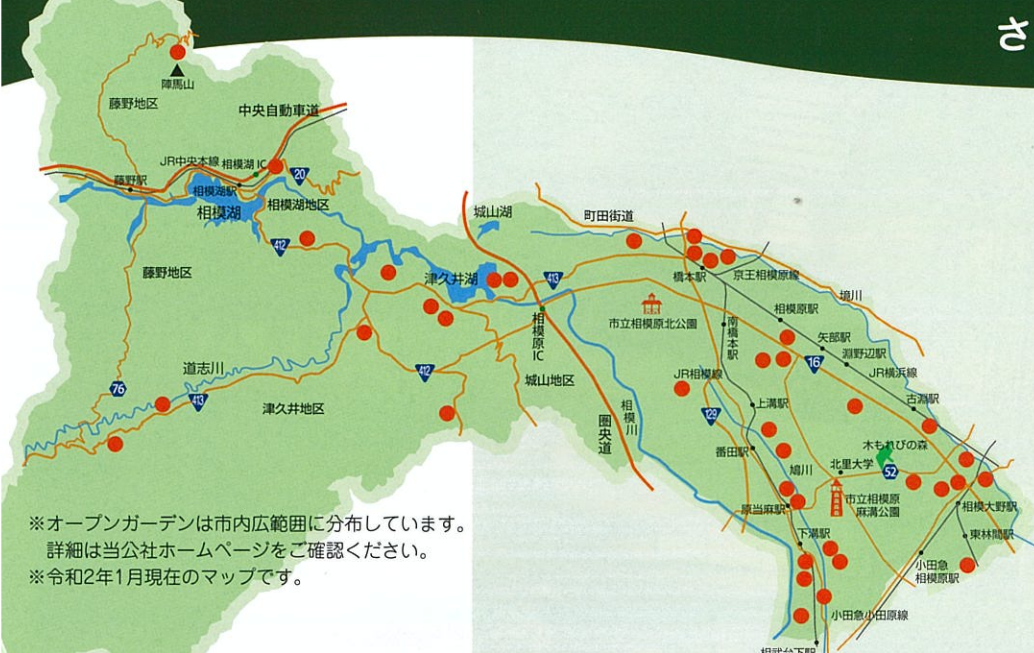 さ
陣馬山
藤野地区
中央自動車道
JR中央本線
相模湖 IC
20
藤野駅
相模湖駅
相模湖
相模湖地区
412
城山湖
町田街道
藤野地区
津久井湖
413
橋本駅
京王相模原線
境川
市立相模原北公園
相模原IC
南橋本駅
相模原駅
矢部駅
淵野辺駅
16
JR横浜線
道志川
412
城山地区
JR相模線
76
413
津久井地区
圏央道
相模川
129
上溝駅
古淵駅
番田駅
鳩川
北里大学
木もれびの森
52
原当麻駅
市立相模原
麻溝公園
相模大野駅
※オープンガーデンは市内広範囲に分布しています。
詳細は当公社ホームページをご確認ください。
※令和2年1月現在のマップです。
下溝駅
東林間駅
小田急
相模原駅
小田急小田原線
相武台下駅